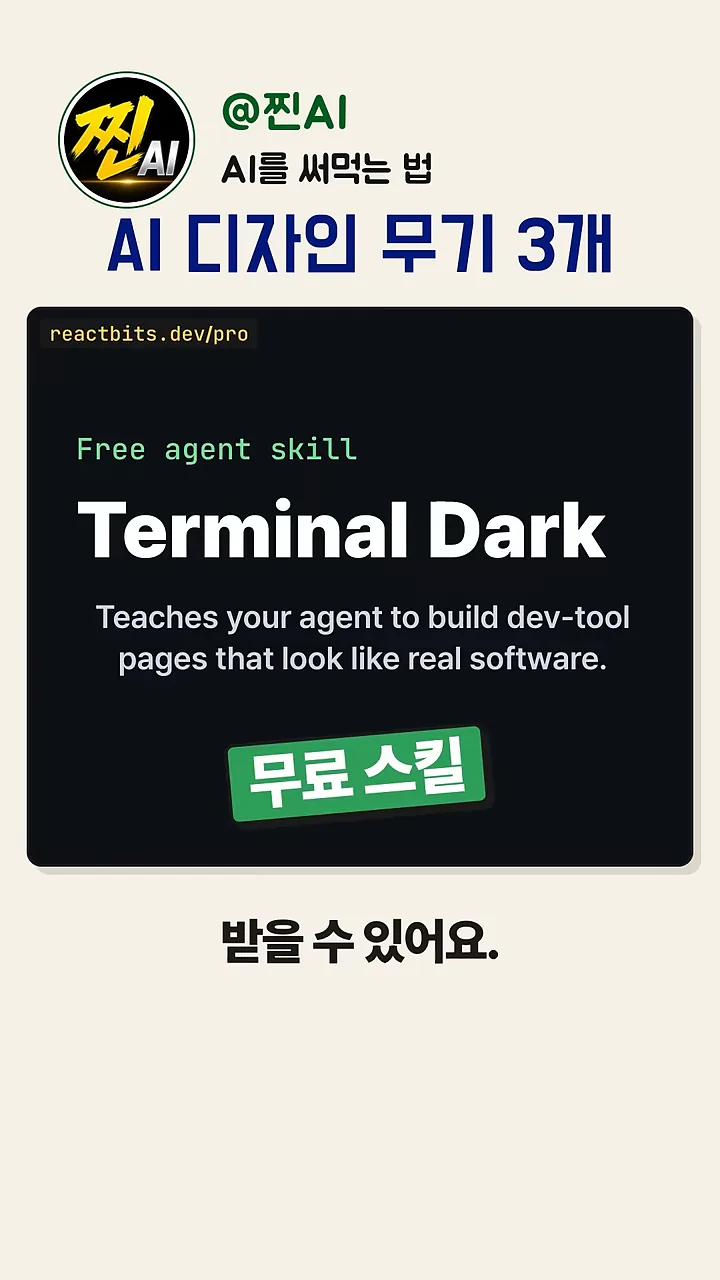 찐AI
@찐AI
AI를 써먹는 법
AI 디자인 무기 3개
reactbits.dev/pro
Free agent skill
Terminal Dark
Teaches your agent to build dev-tool
pages that look like real software.
무료 스킬
받을 수 있어요.